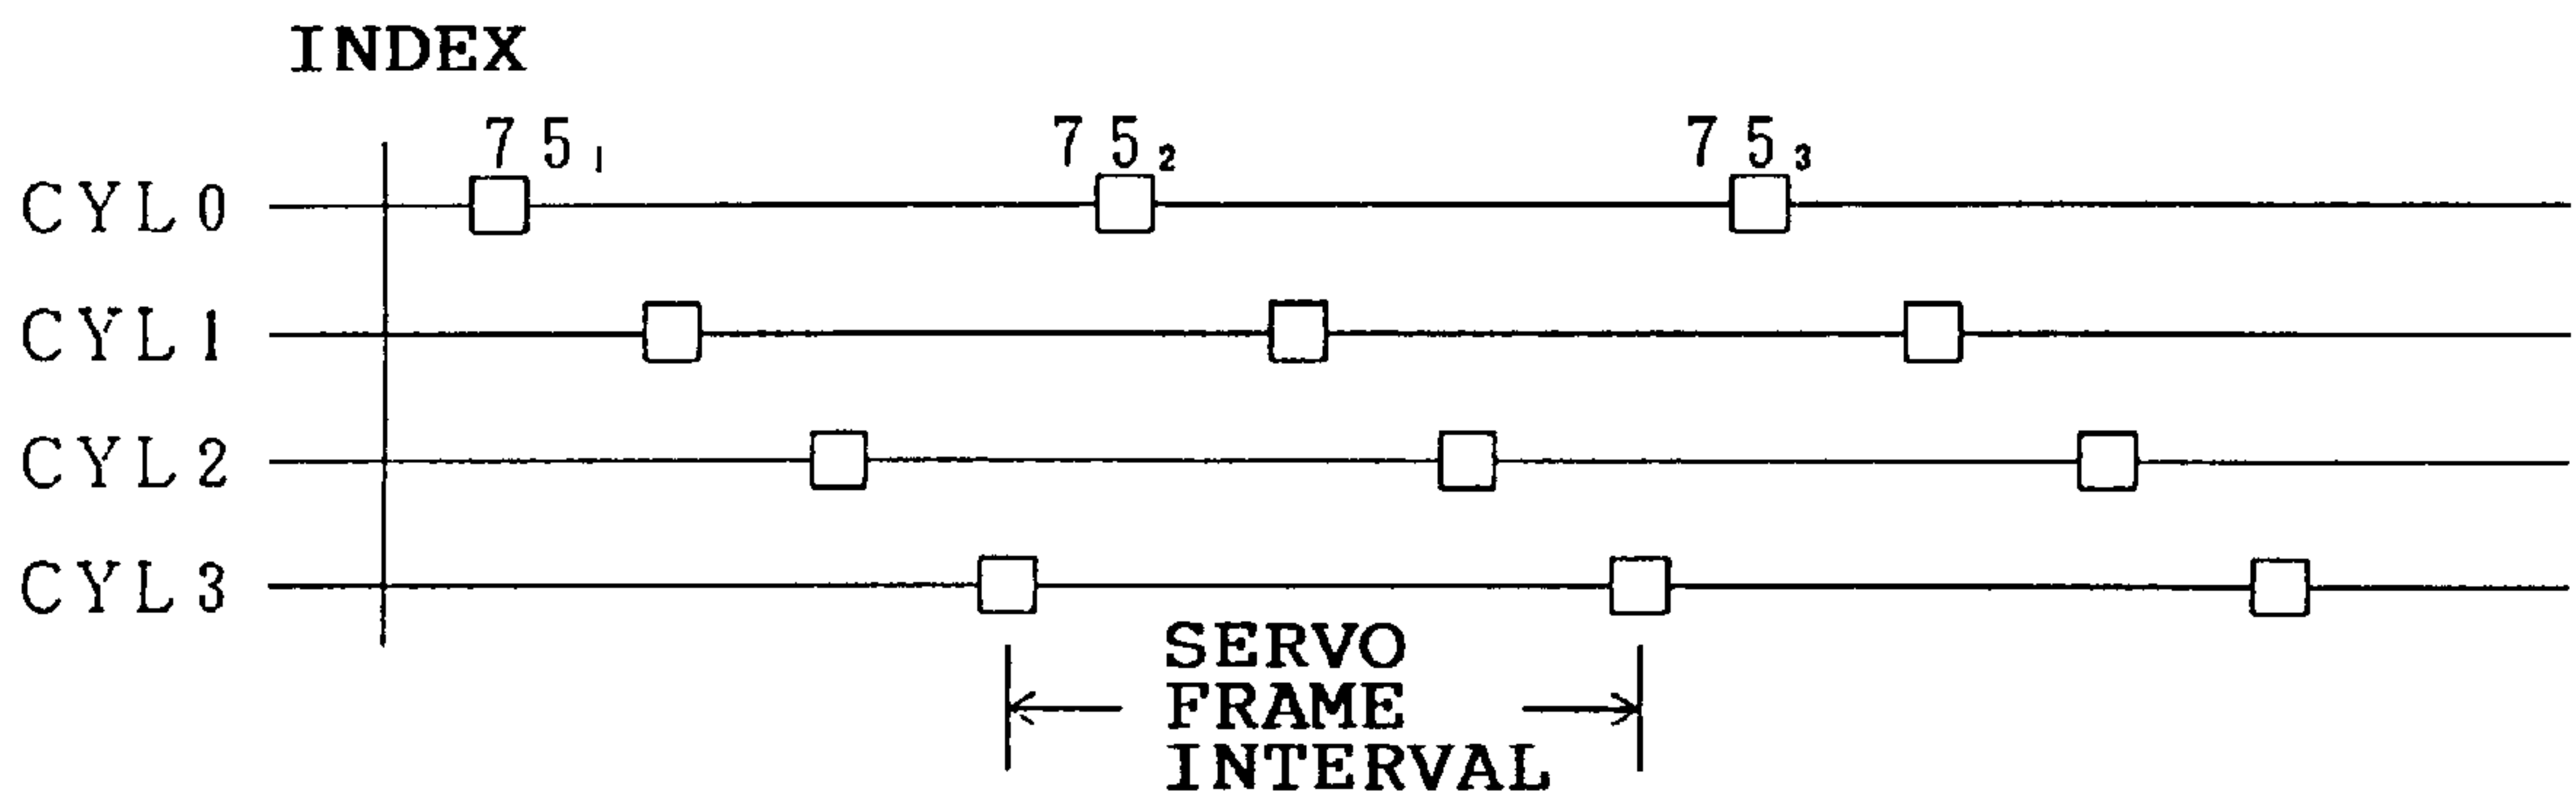 INDEX
75₁ 75₂ 75₃
CYL0
CYL1
CYL2
CYL3
SERVO
FRAME
INTERVAL